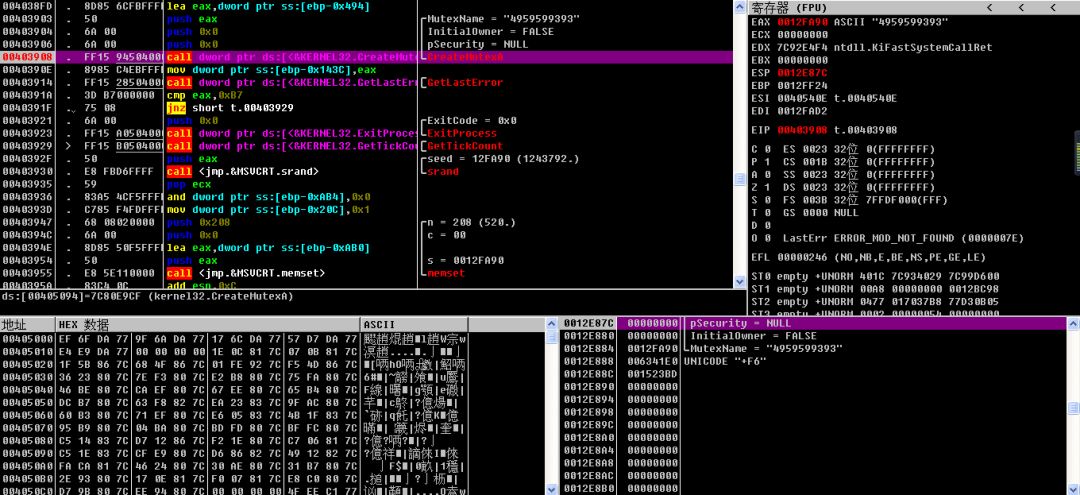 004038FD . 8D85 6CFBFFFF lea eax,dword ptr ss:[ebp-0x494]
00403903 . 50 push eax MutexName = "4959599393"
00403904 . 6A 00 push 0x0 InitialOwner = FALSE
00403906 . 6A 00 push 0x0 pSecurity = NULL
00403908 . FF15 94504000 call dword ptr ds:[<&KERNEL32.CreateMute CreateMutexA
0040390E . 8985 C4EBFFFF mov dword ptr ss:[ebp-0x143C],eax
00403914 . FF15 28504000 call dword ptr ds:[<&KERNEL32.GetLastErr GetLastError
0040391A . 3D B7000000 cmp eax,0xB7
0040391F . 75 08 jnz short t.00403929
00403921 . 6A 00 push 0x0 ExitCode = 0x0
00403923 . FF15 A0504000 call dword ptr ds:[<&KERNEL32.ExitProces ExitProcess
00403929 > FF15 B0504000 call dword ptr ds:[<&KERNEL32.GetTickCou GetTickCount
0040392F . 50 push eax seed = 12FA90 (1243792.)
00403930 . E8 FBD6FFFF call <jmp.&MSVCRT.srand> srand
00403935 . 59 pop ecx
00403936 . 83A5 4CF5FFFF and dword ptr ss:[ebp-0xAB4],0x0
0040393D . C785 F4FDFFFF mov dword ptr ss:[ebp-0x20C],0x1
00403947 . 68 08020000 push 0x208 n = 208 (520.)
0040394C . 6A 00 push 0x0 c = 00
0040394E . 8D85 50F5FFFF lea eax,dword ptr ss:[ebp-0xAB0]
00403954 . 50 push eax s = 0012FA90
00403955 . E8 5E110000 call <jmp.&MSVCRT.memset> memset
0040395A . 83C4 0C add esp,0xC
ds:[00405094]=7C80E9CF (kernel32.CreateMutexA)
寄存器 (FPU) < < <
EAX 0012FA90 ASCII "4959599393"
ECX 00000000
EDX 7C92E4F4 ntdll.KiFastSystemCallRet
EBX 00000000
ESP 0012E87C
EBP 0012FF24
ESI 0040540E t.0040540E
EDI 0012FAD2
EIP 00403908 t.00403908
C 0 ES 0023 32位 0(FFFFFFFF)
P 1 CS 001B 32位 0(FFFFFFFF)
A 0 SS 0023 32位 0(FFFFFFFF)
Z 1 DS 0023 32位 0(FFFFFFFF)
S 0 FS 003B 32位 7FFDF000(FFF)
T 0 GS 0000 NULL
D 0
O 0 LastErr ERROR_MOD_NOT_FOUND (0000007E)
EFL 00000246 (NO,NB,E,BE,NS,PE,GE,LE)
ST0 empty +UNORM 401C 7C934029 7C99D600
ST1 empty +UNORM 00A8 00000000 0012BC98
ST2 empty +UNORM 0477 017037B8 77D30B05
ST3 empty +UNORM 0002 00000054 00000000
地址 HEX 数据 ASCII
00405000 EF 6F DA 77 9F 6A DA 77 17 6C DA 77 57 D7 DA 77
00405010 E4 E9 DA 77 00 00 00 00 1E 0C 81 7C 07 0B 81 7C
00405020 1F 5B 86 7C 68 4F 86 7C 01 FE 92 7C F5 4D 86 7C
00405030 36 23 80 7C 7E F3 80 7C E2 B8 80 7C 75 FA 80 7C
00405040 46 BE 80 7C CF BF 80 7C 67 EE 80 7C 65 B4 80 7C
00405050 DC B7 80 7C 63 F8 82 7C EA 23 83 7C 9F AC 80 7C
00405060 60 B3 80 7C 71 EF 80 7C E6 05 83 7C 4B 1F 83 7C
00405070 95 B9 80 7C 04 BA 80 7C BD FD 80 7C BF FC 80 7C
00405080 C5 14 83 7C D7 12 86 7C F2 1E 80 7C C7 06 81 7C
00405090 C5 1E 83 7C CF E9 80 7C D6 86 82 7C 49 12 82 7C
004050A0 FA CA 81 7C 46 24 80 7C 30 AE 80 7C 31 B7 80 7C
004050B0 2E 93 80 7C 17 0E 81 7C F0 07 81 7C E8 C0 80 7C
004050C0 D7 9B 80 7C EE 94 80 7C 00 00 00 00 4F EE C1 77
0012E87C 00000000 pSecurity = NULL
0012E880 00000000 InitialOwner = FALSE
0012E884 0012FA90 MutexName = "4959599393"
0012E888 006341E0 UNICODE "+F6"
0012E88C 001523BD
0012E890 00000000
0012E894 00000000
0012E898 00000000
0012E89C 00000000
0012E8A0 00000000
0012E8A4 00000000
0012E8A8 00000000
0012E8AC 00000000
0012E8B0 00000000